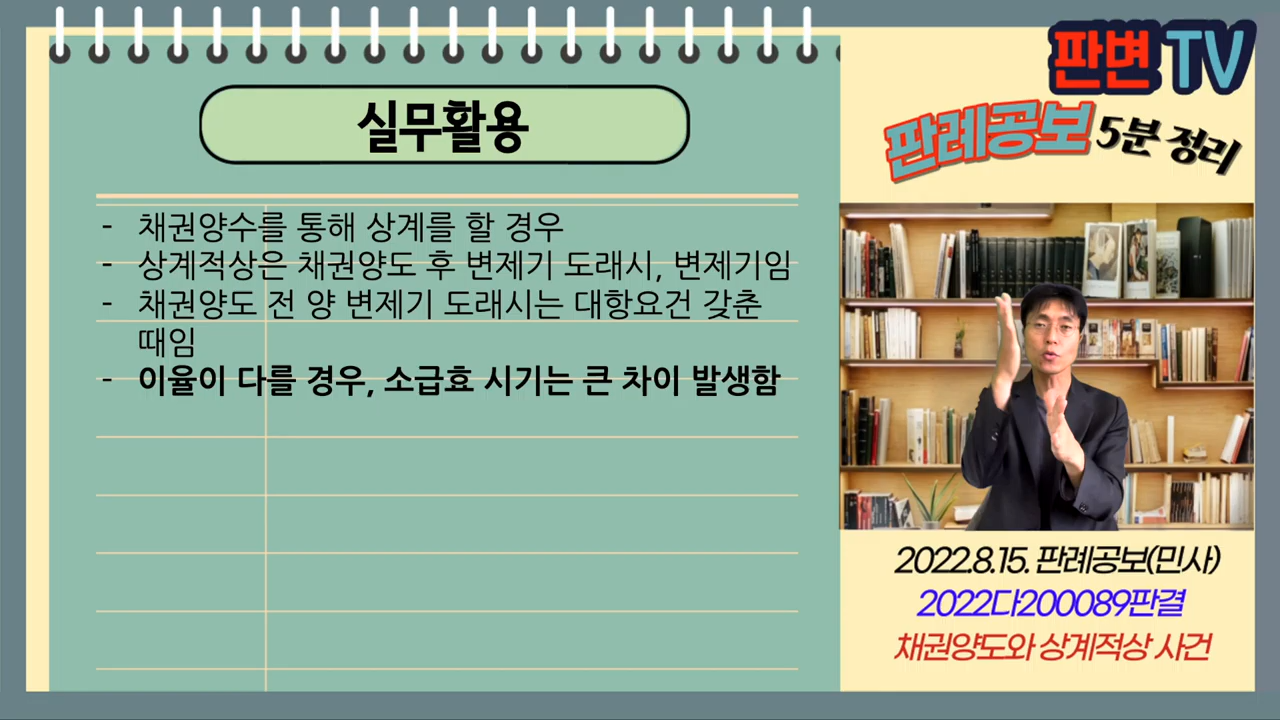 실무활용
- 채권양수를 통해 상계를 할 경우
- 상계적상은 채권양도 후 변제기 도래시, 변제기임
- 채권양도 전 양 변제기 도래시는 대항요건 갖춘
때임
- 이율이 다를 경우, 소급효 시기는 큰 차이 발생함
판변 TV
판례공보 5분 정리
2022.8.15. 판례공보(민사)
2022다200089판결
채권양도와 상계적상 사건